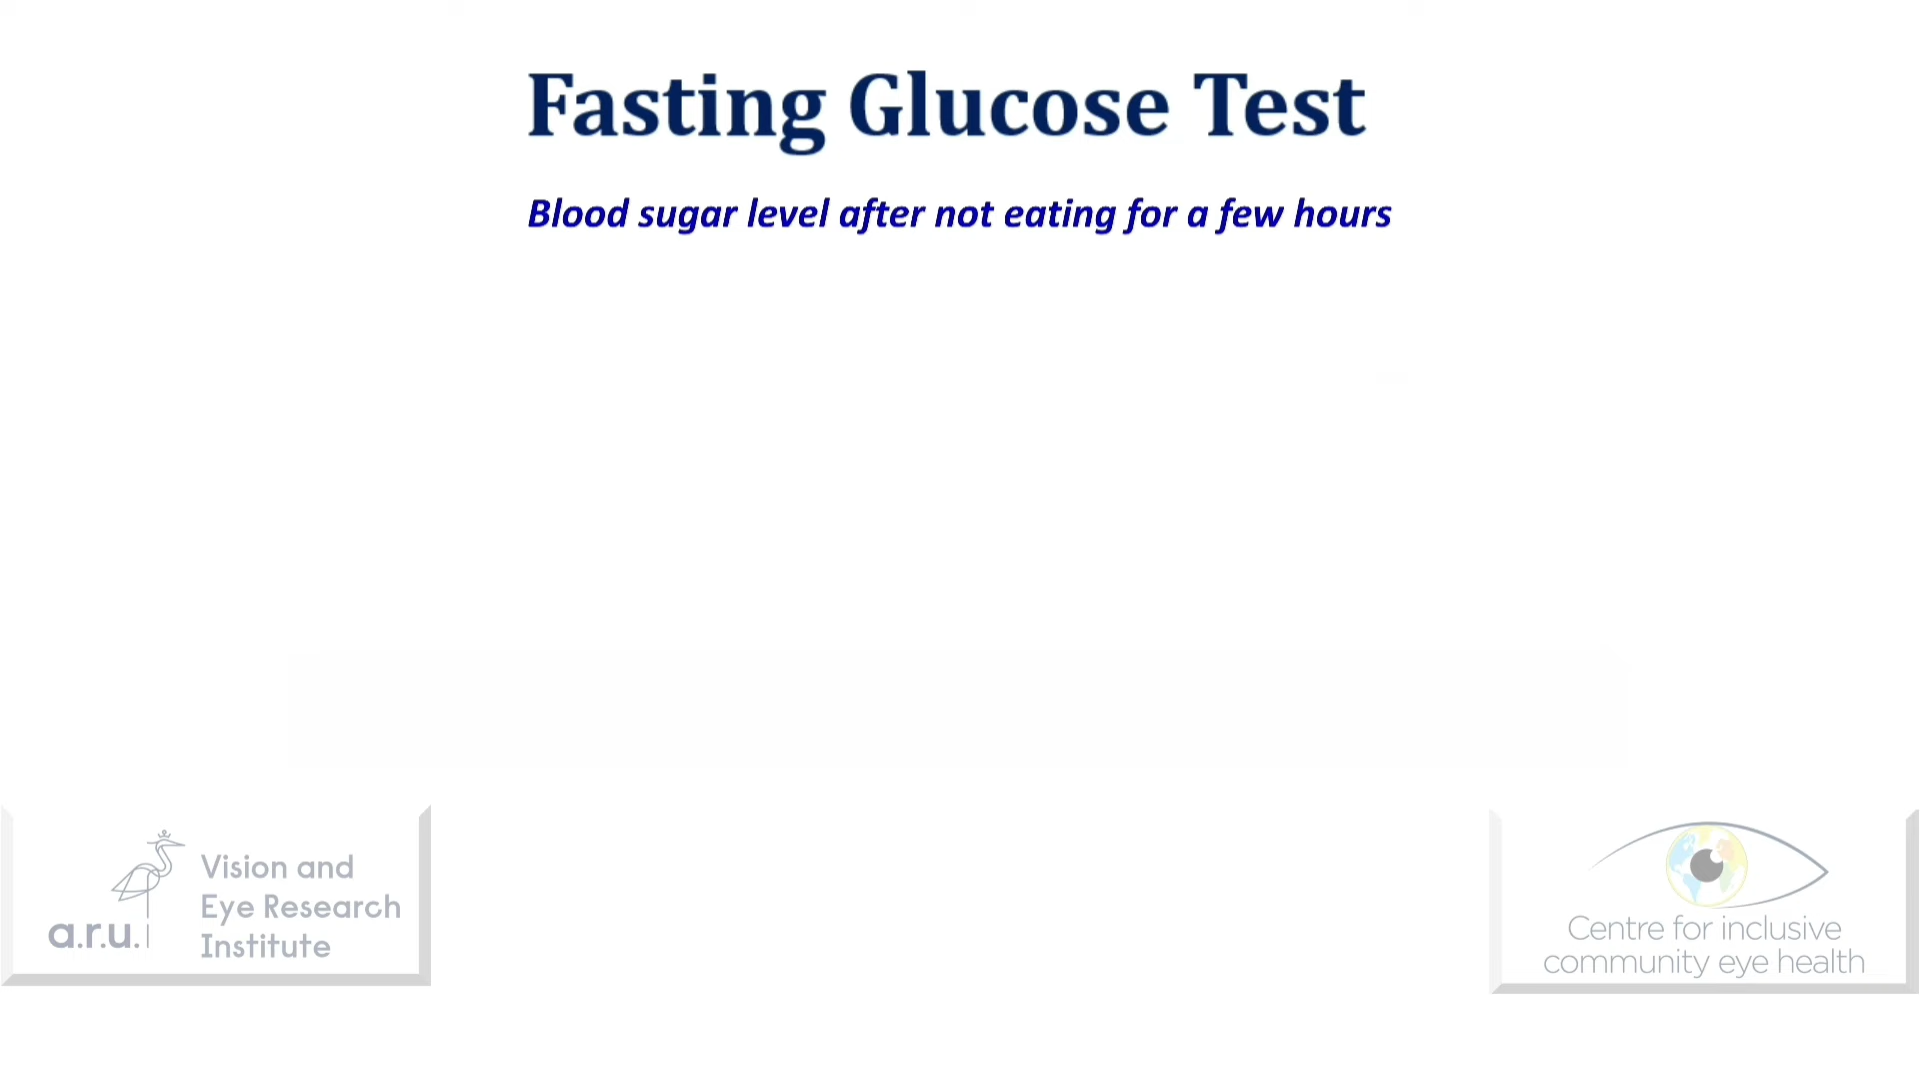 Fasting Glucose Test
Blood sugar level after not eating for a few hours
a.r.u.
Vision and
Eye Research
Institute
Centre for inclusive
community eye health